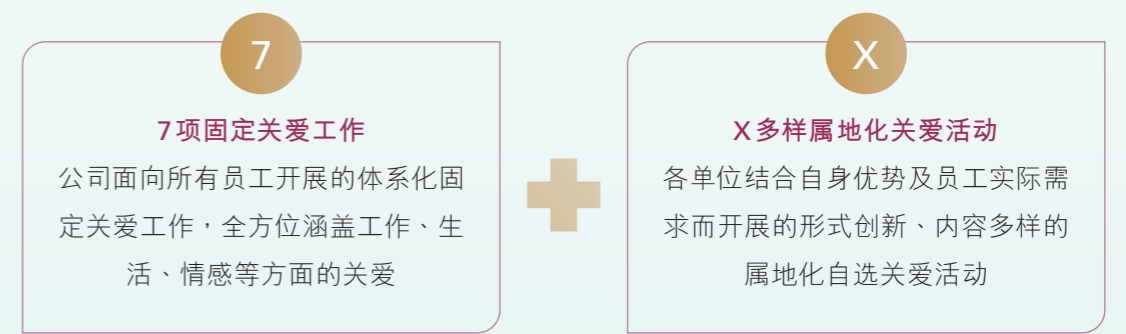 7
7项固定关爱工作
公司面向所有员工开展的体系化固
定关爱工作，全方位涵盖工作、生
活、情感等方面的关爱
X
X多样属地化关爱活动
各单位结合自身优势及员工实际需
求而开展的形式创新、内容多样的
属地化自选关爱活动